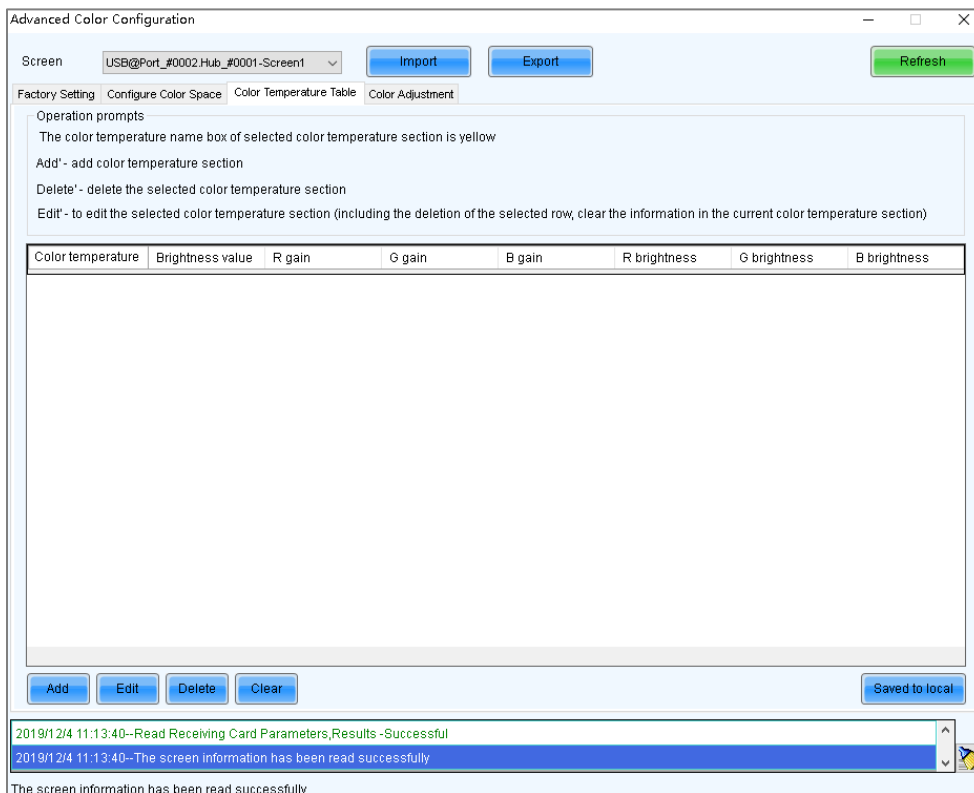 Advanced Color Configuration
Screen USB@Port_#0002.Hub_#0001-Screen1 Import Export Refresh
Factory Setting Configure Color Space Color Temperature Table Color Adjustment
Operation prompts
The color temperature name box of selected color temperature section is yellow
Add'- add color temperature section
Delete'- delete the selected color temperature section
Edit'- to edit the selected color temperature section (including the deletion of the selected row, clear the information in the current color temperature section)
Color temperature Brightness value R gain G gain B gain R brightness G brightness B brightness
Add Edit Delete Clear Saved to local
2019/12/4 11:13:40--Read Receiving Card Parameters,Results -Successful
2019/12/4 11:13:40--The screen information has been read successfully
The screen information has been read successfully